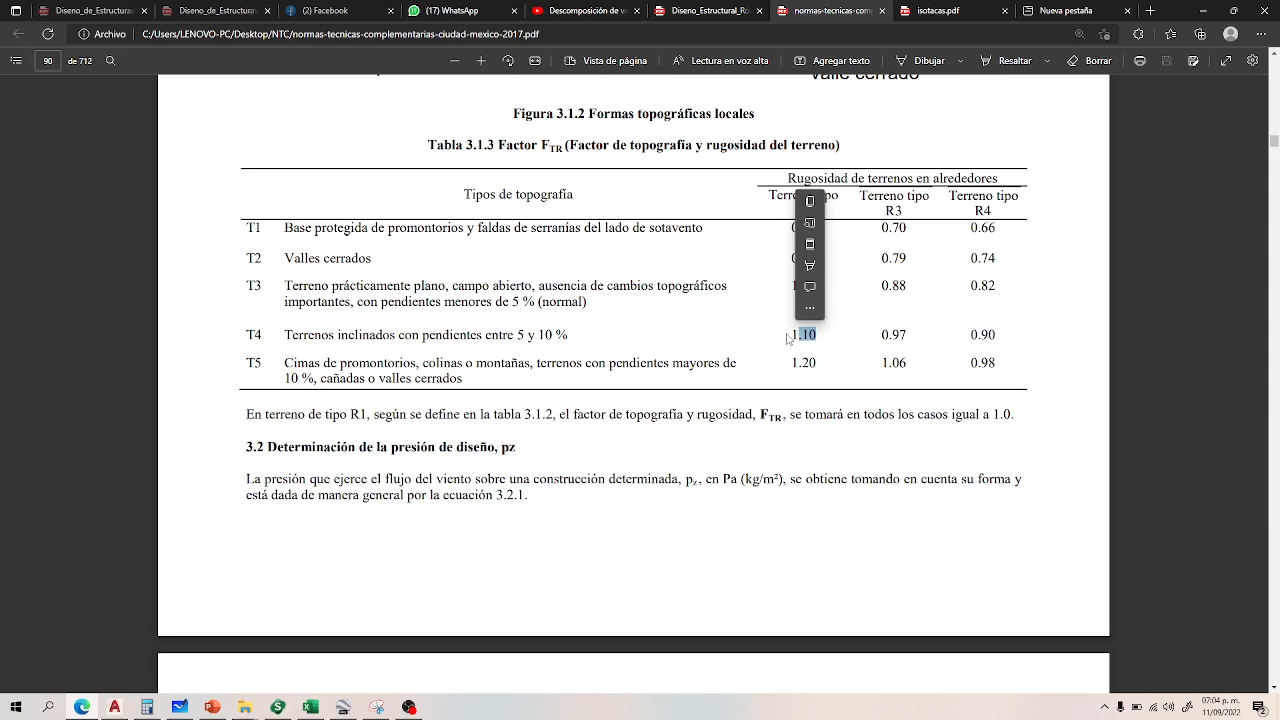 Diseno_Estructuras
Diseno_de_Estructuras
(2) Facebook
(17) WhatsApp
Descomposición de v
Diseno_Estructural_R
normas-tecnicas-com
isotacas.pdf
Nueva pestaña
Archivo C:/Users/LENOVO-PC/Desktop/NTC/normas-tecnicas-complementarias-ciudad-mexico-2017.pdf
90 de 712 Vista de página Lectura en voz alta Agregar texto Dibujar Resaltar Borrar
valle cerrado
Figura 3.1.2 Formas topográficas locales
Tabla 3.1.3 Factor FTR (Factor de topografía y rugosidad del terreno)
Rugosidad de terrenos en alrededores
Tipos de topografía Terreno tipo R3 Terreno tipo R4
T1 Base protegida de promontorios y faldas de serranías del lado de sotavento 0.70 0.66
T2 Valles cerrados 0.79 0.74
T3 Terreno prácticamente plano, campo abierto, ausencia de cambios topográficos 0.88 0.82
importantes, con pendientes menores de 5 % (normal)
T4 Terrenos inclinados con pendientes entre 5 y 10 % 1.10 0.97 0.90
T5 Cimas de promontorios, colinas o montañas, terrenos con pendientes mayores de 1.20 1.06 0.98
10 %, cañadas o valles cerrados
En terreno de tipo R1, según se define en la tabla 3.1.2, el factor de topografía y rugosidad, FTR, se tomará en todos los casos igual a 1.0.
3.2 Determinación de la presión de diseño, pz
La presión que ejerce el flujo del viento sobre una construcción determinada, pz, en Pa (kg/m²), se obtiene tomando en cuenta su forma y
está dada de manera general por la ecuación 3.2.1.
07:04 p. m.
11/09/2022